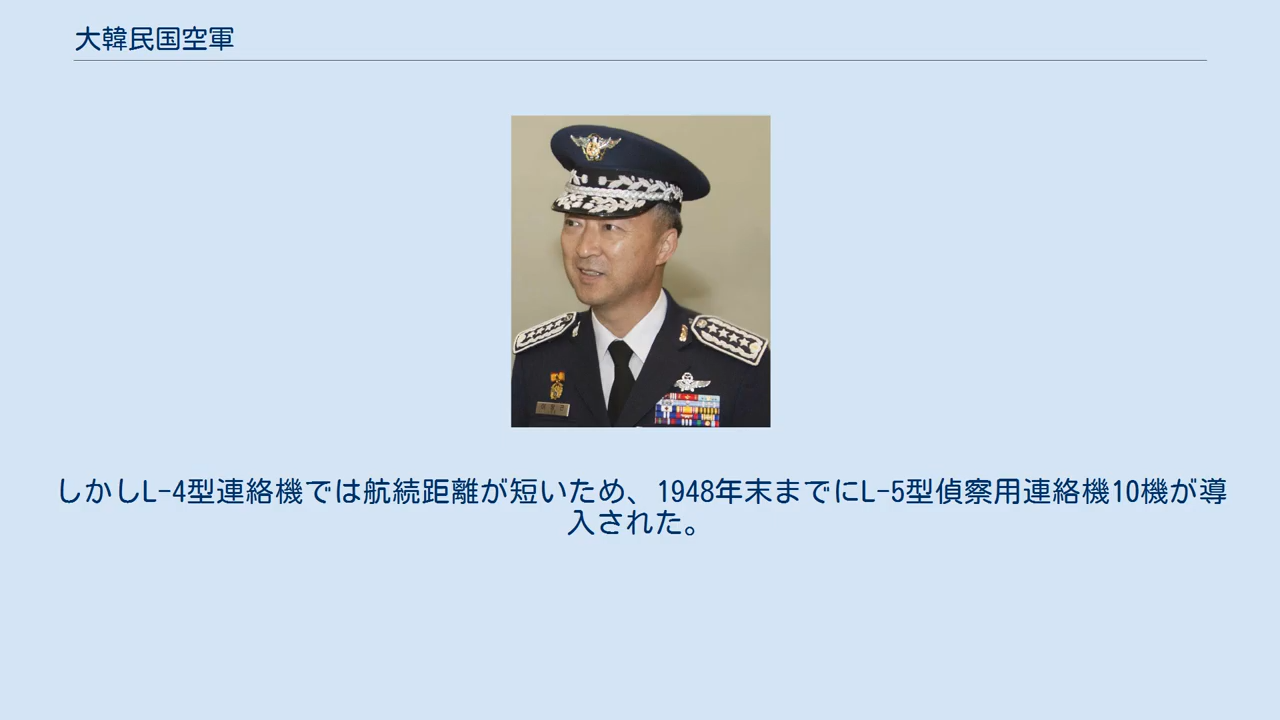 大韓民国空軍
しかしL-4型連絡機では航続距離が短いため、1948年末までにL-5型偵察用連絡機10機が導
入された。